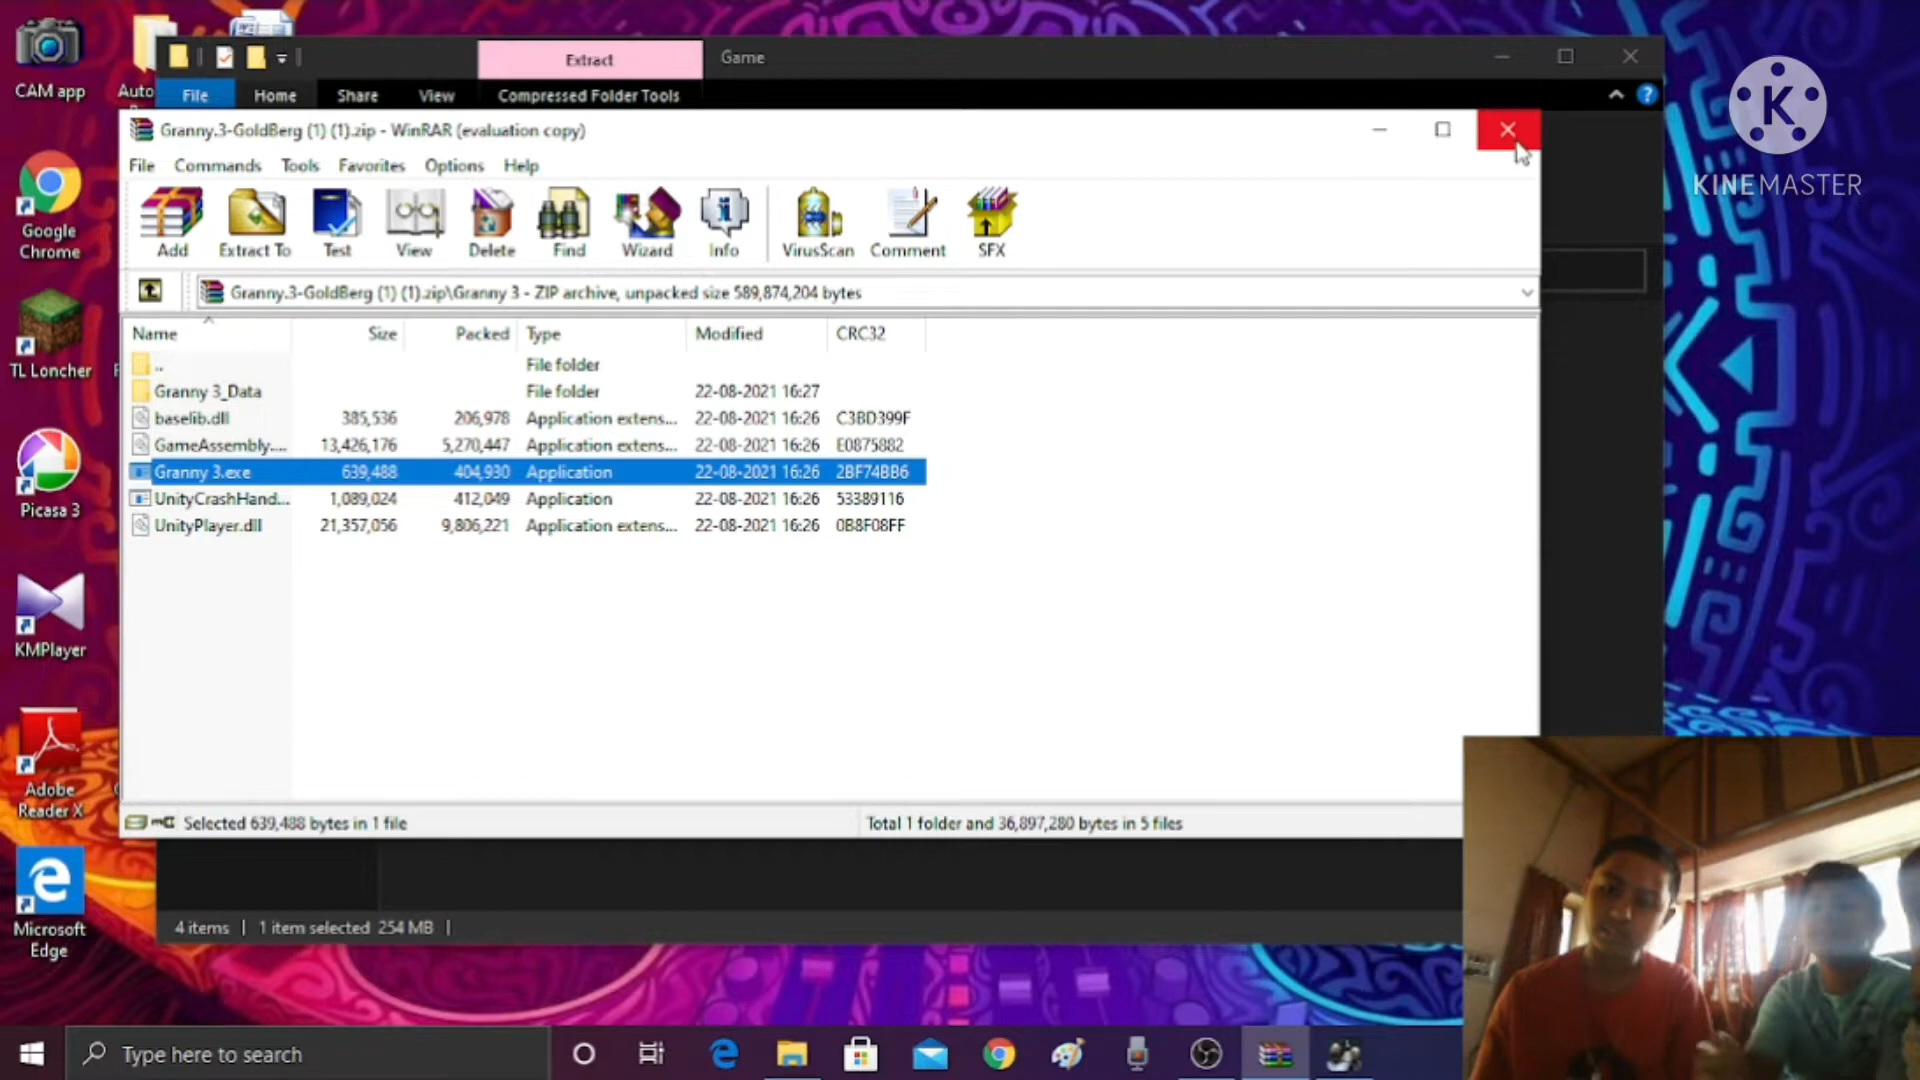 CAM app
Auto
Google
Chrome
TL Loncher
Picasa 3
KMPlayer
Adobe
Reader X
Microsoft
Edge
Extract
Game
File
Home
Share
View
Compressed Folder Tools
Granny.3-GoldBerg (1) (1).zip - WinRAR (evaluation copy)
File Commands Tools Favorites Options Help
Add Extract To Test View Delete Find Wizard Info VirusScan Comment SFX
Granny.3-GoldBerg (1) (1).zip\Granny 3 - ZIP archive, unpacked size 589,874,204 bytes
Name Size Packed Type Modified CRC32
.. File folder
Granny 3_Data File folder 22-08-2021 16:27
baselib.dll 385,536 206,978 Application extens... 22-08-2021 16:26 C3BD399F
GameAssembly.... 13,426,176 5,270,447 Application extens... 22-08-2021 16:26 E0875882
Granny 3.exe 639,488 404,930 Application 22-08-2021 16:26 2BF74BB6
UnityCrashHand... 1,089,024 412,049 Application 22-08-2021 16:26 53389116
UnityPlayer.dll 21,357,056 9,806,221 Application extens... 22-08-2021 16:26 0B8F08FF
Selected 639,488 bytes in 1 file
Total 1 folder and 36,897,280 bytes in 5 files
4 items | 1 item selected 254 MB |
Type here to search
K
KINEMASTER